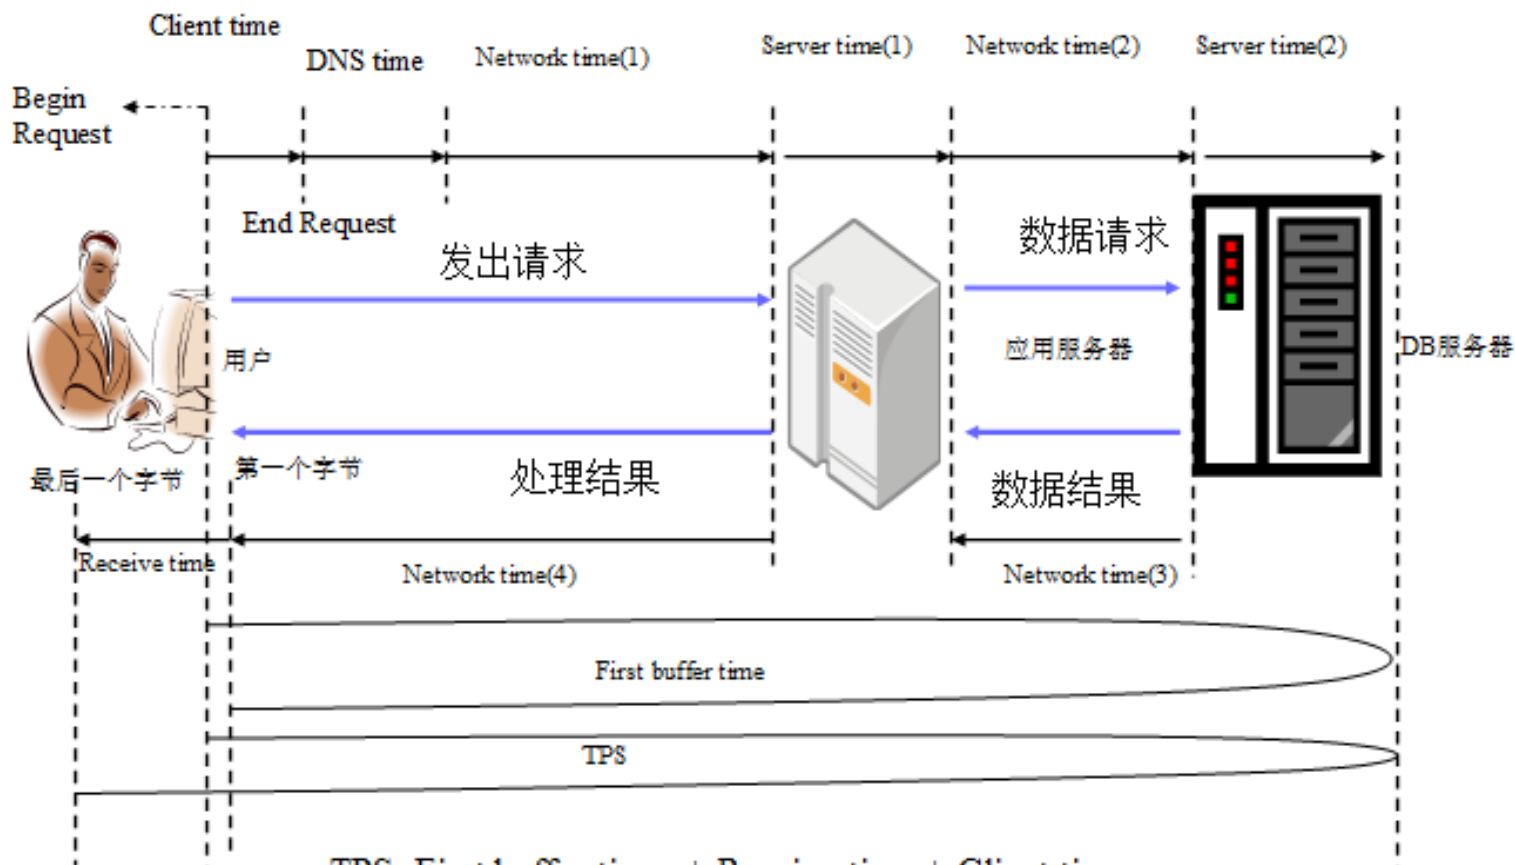 Client time
DNS time
Network time(1)
Server time(1)
Network time(2)
Server time(2)
Begin
Request
End Request
发出请求
数据请求
用户
应用服务器
DB服务器
最后一个字节
第一个字节
处理结果
数据结果
Receive time
Network time(4)
Network time(3)
First buffer time
TPS